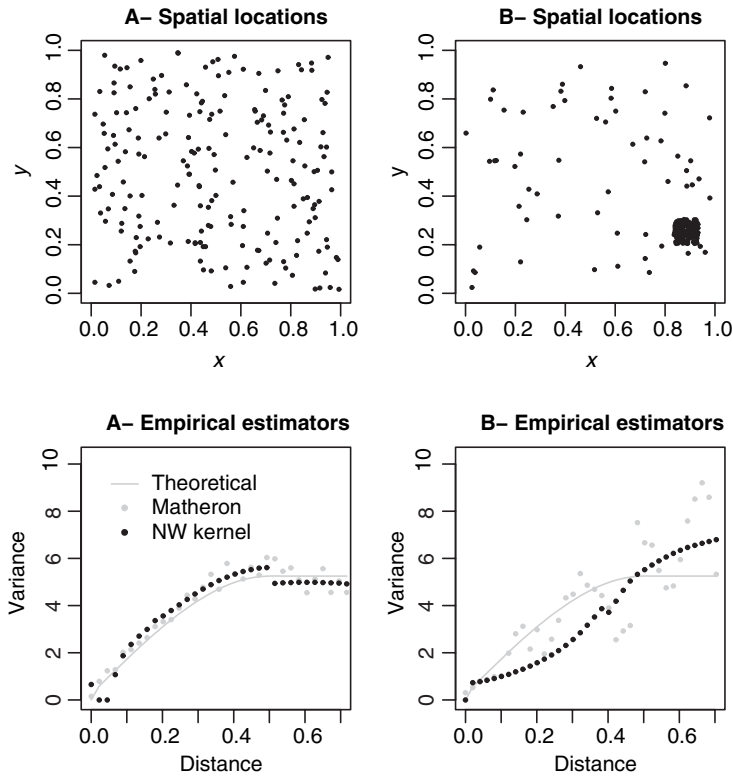 A– Spatial locations
y
0.0 0.2 0.4 0.6 0.8 1.0
0.0 0.2 0.4 0.6 0.8 1.0
x
B– Spatial locations
y
0.0 0.2 0.4 0.6 0.8 1.0
0.0 0.2 0.4 0.6 0.8 1.0
x
A– Empirical estimators
Variance
0 2 4 6 8 10
Theoretical
Matheron
NW kernel
0.0 0.2 0.4 0.6
Distance
B– Empirical estimators
Variance
0 2 4 6 8 10
0.0 0.2 0.4 0.6
Distance